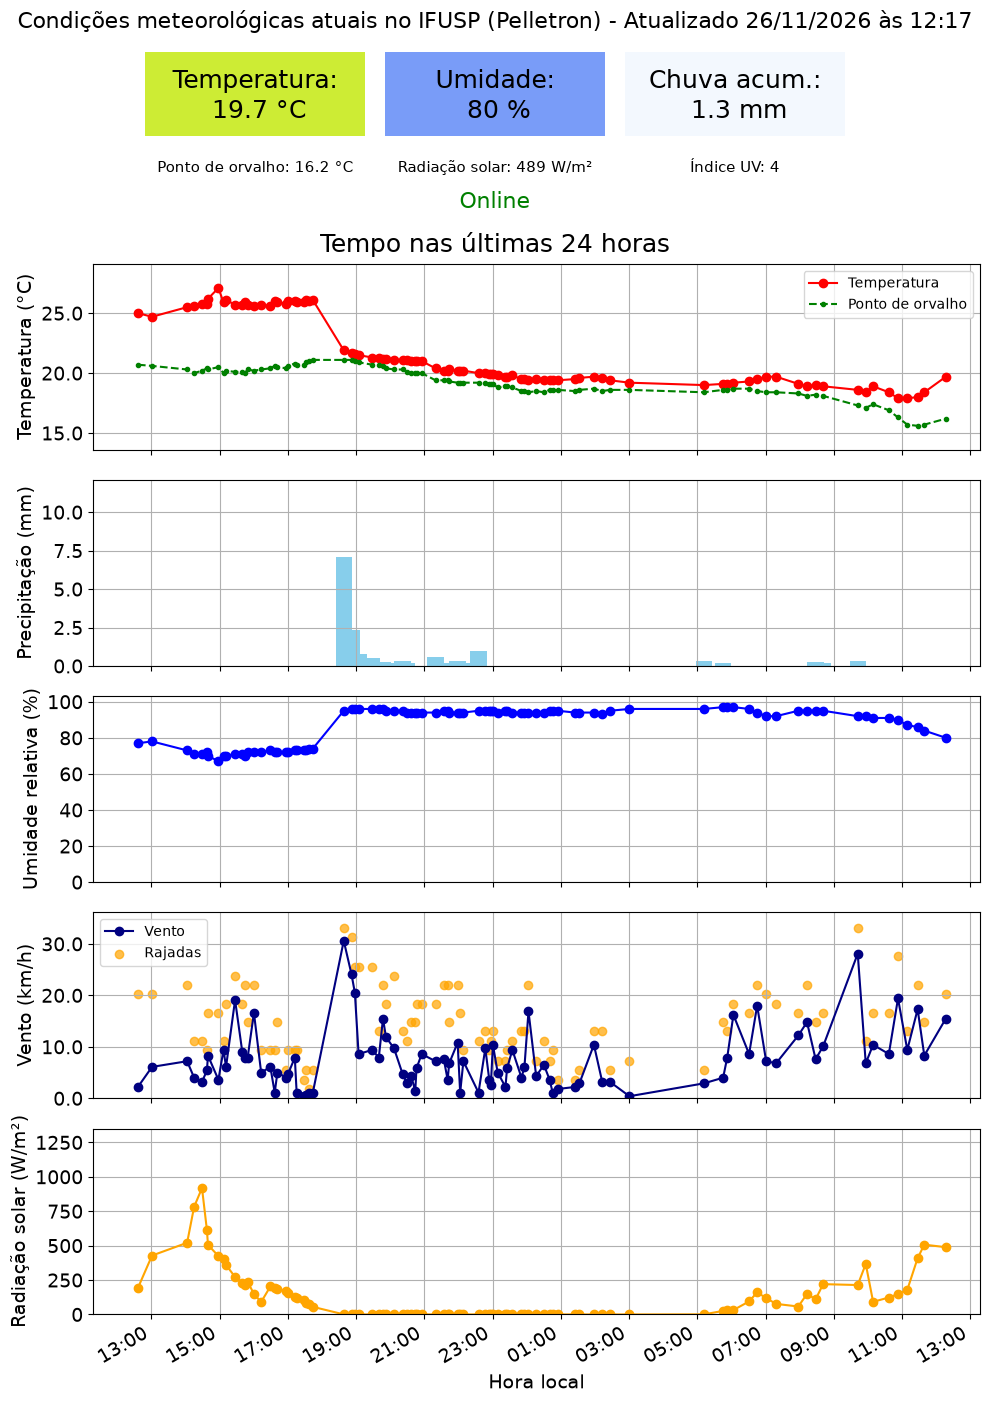 Condições meteorológicas atuais no IFUSP (Pelletron) - Atualizado 26/11/2026 às 12:17
Temperatura:
19.7 °C
Umidade:
80 %
Chuva acum.:
1.3 mm
Ponto de orvalho: 16.2 °C
Radiação solar: 489 W/m²
Índice UV: 4
Online
Tempo nas últimas 24 horas
Temperatura (°C)
25.0
20.0
15.0
Temperatura
Ponto de orvalho
Precipitação (mm)
10.0
7.5
5.0
2.5
0.0
Umidade relativa (%)
100
80
60
40
20
0
Vento (km/h)
30.0
20.0
10.0
0.0
Vento
Rajadas
Radiação solar (W/m²)
1250
1000
750
500
250
0
13:00
15:00
17:00
19:00
21:00
23:00
01:00
03:00
05:00
07:00
09:00
11:00
13:00
Hora local